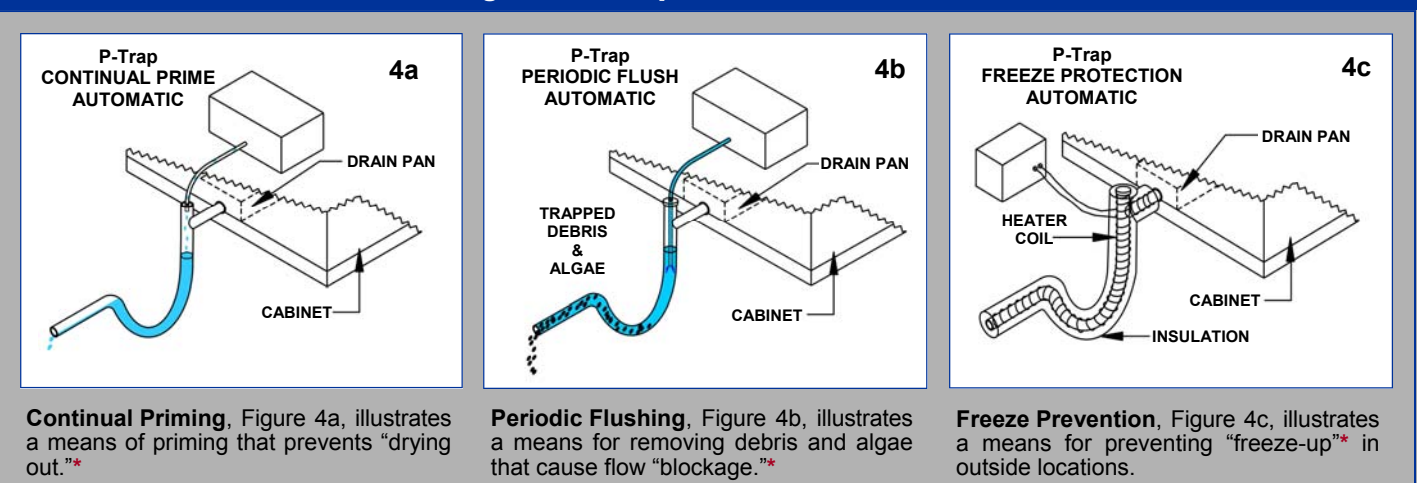 P-Trap
CONTINUAL PRIME
AUTOMATIC
4a
DRAIN PAN
CABINET
P-Trap
PERIODIC FLUSH
AUTOMATIC
4b
DRAIN PAN
TRAPPED
DEBRIS
&
ALGAE
CABINET
P-Trap
FREEZE PROTECTION
AUTOMATIC
4c
DRAIN PAN
HEATER
COIL
CABINET
INSULATION
Continual Priming, Figure 4a, illustrates
a means of priming that prevents “drying
out.”*
Periodic Flushing, Figure 4b, illustrates
a means for removing debris and algae
that cause flow “blockage.”*
Freeze Prevention, Figure 4c, illustrates
a means for preventing “freeze-up”* in
outside locations.